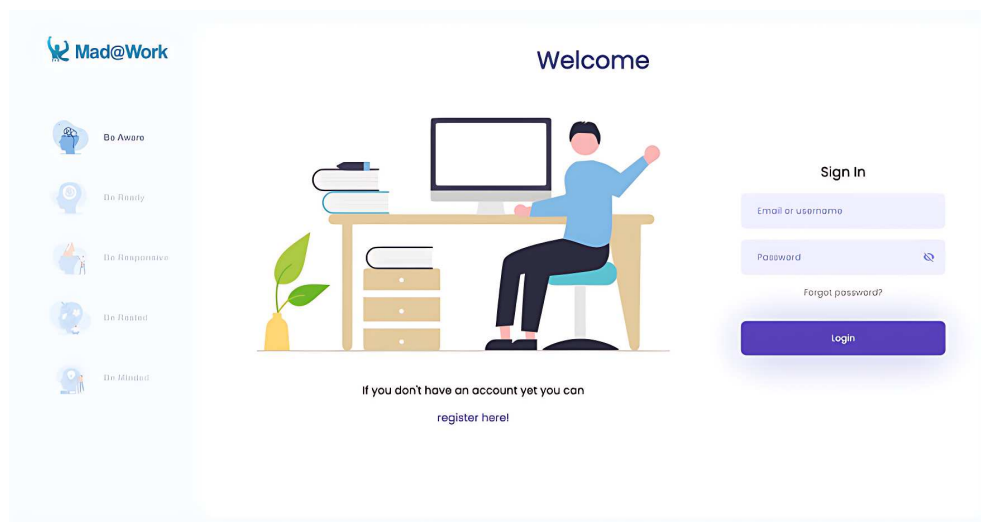 Mad@Work
Welcome
Be Aware
Be Ready
Be Responsive
Be Rested
Be Minded
Sign In
Email or username
Password
Forgot password?
Login
If you don't have an account yet you can
register here!